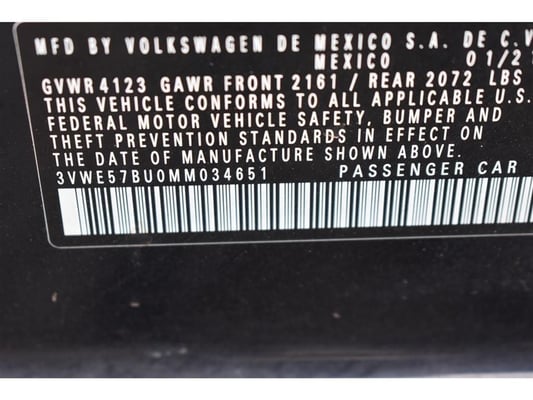 MFD BY VOLKSWAGEN DE MEXICO S.A. DE C.V
MEXICO 01/2
GVWR 4123 GAWR FRONT 2161 / REAR 2072 LBS
THIS VEHICLE CONFORMS TO ALL APPLICABLE U.S.
FEDERAL MOTOR VEHICLE SAFETY, BUMPER AND
THEFT PREVENTION STANDARDS IN EFFECT ON
THE DATE OF MANUFACTURE SHOWN ABOVE.
3VWE57BU0MM034651 PASSENGER CAR